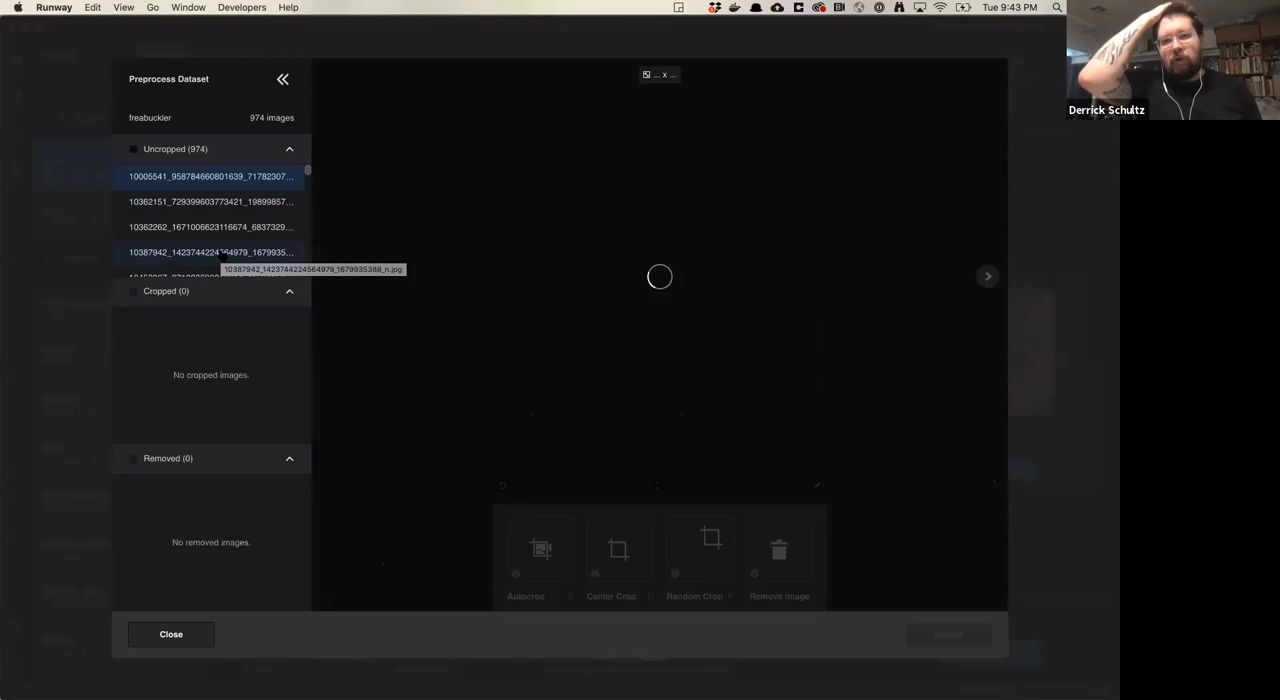 Runway Edit View Go Window Developers Help
Tue 9:43 PM
Derrick Schultz
Preprocess Dataset
... x ...
freabuckler 974 images
Uncropped (974)
10005541_958784660801639_71782307...
10362151_729399603773421_19899857...
10362262_1671006623116674_6837329...
10387942_1423744224564979_1679935...
10387942_1423744224564979_1679935388_n.jpg
Cropped (0)
No cropped images.
Removed (0)
No removed images.
Autocrop Center Crop D Random Crop Remove Image
Close Submit